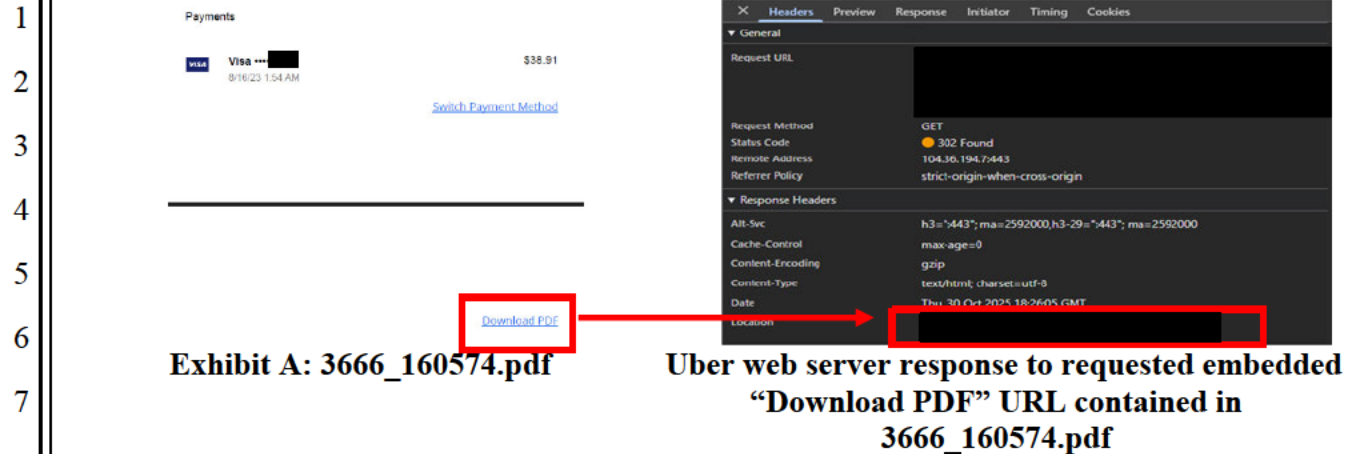 1
Payments
VISA
Visa ••••
$38.91
8/16/23 1:54 AM
2
Switch Payment Method
3
4
5
Download PDF
6
Exhibit A: 3666_160574.pdf
7
Headers Preview Response Initiator Timing Cookies
General
Request URL
Request Method GET
Status Code 302 Found
Remote Address 104.36.194.7:443
Referrer Policy strict-origin-when-cross-origin
Response Headers
Alt-Svc h3=":443"; ma=2592000,h3-29=":443"; ma=2592000
Cache-Control max-age=0
Content-Encoding gzip
Content-Type text/html; charset=utf-8
Date Thu, 30 Oct 2025 18:26:05 GMT
Location
Uber web server response to requested embedded
“Download PDF” URL contained in
3666_160574.pdf